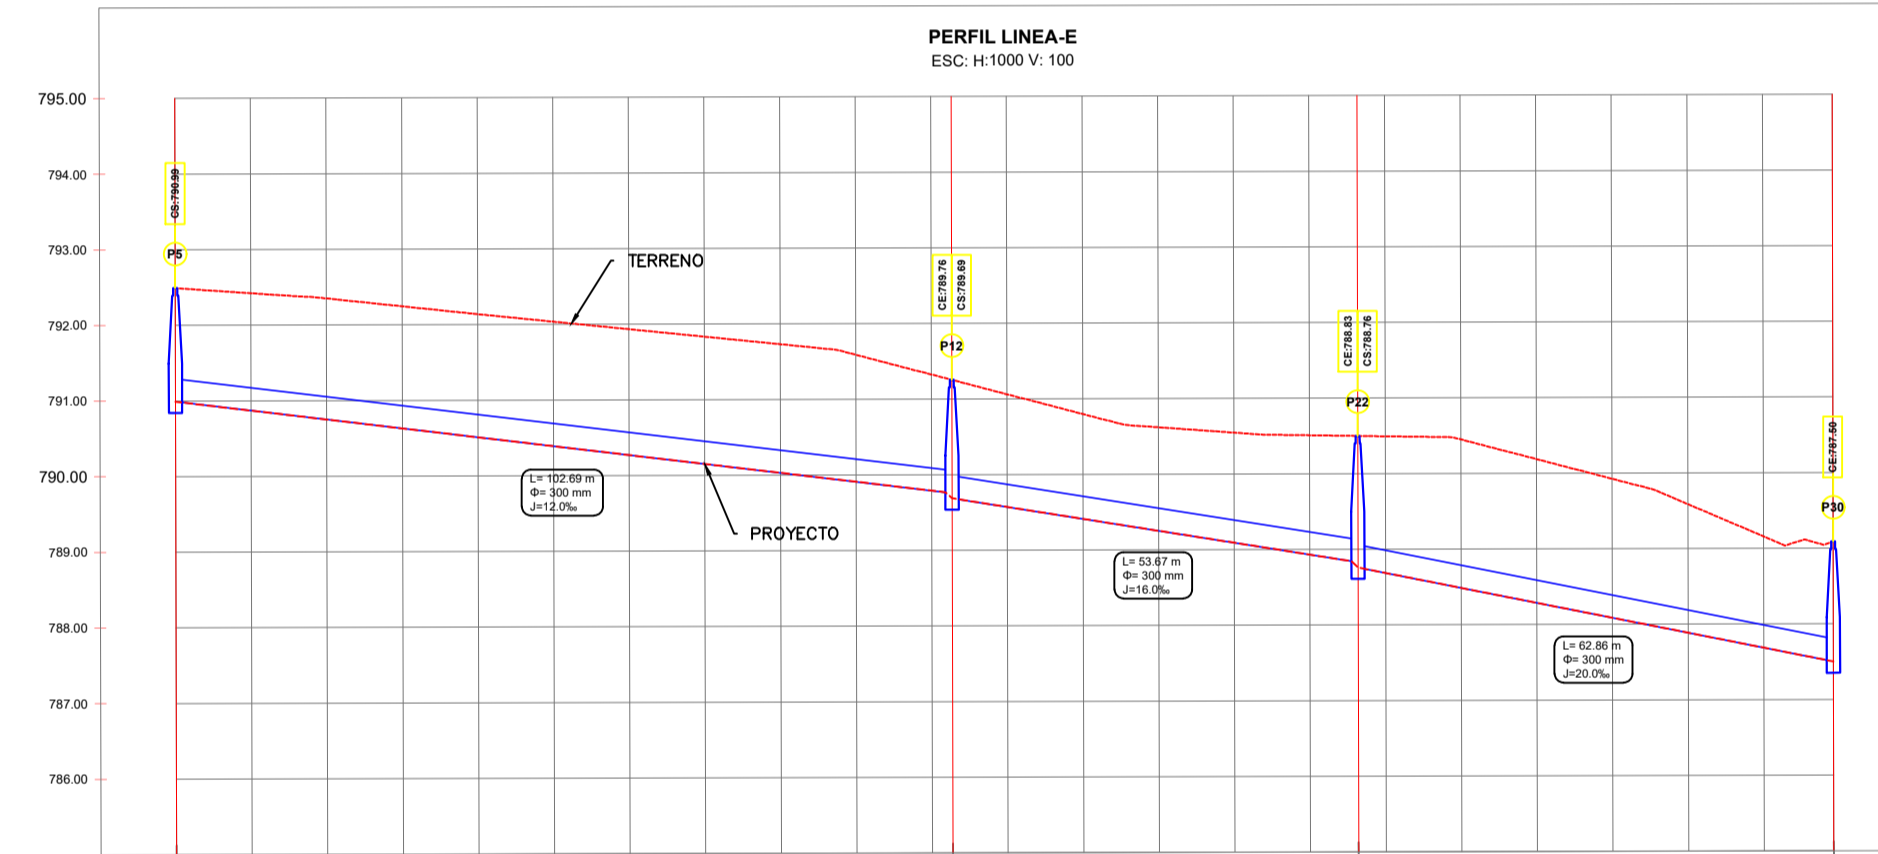 PERFIL LINEA-E
ESC: H:1000 V: 100
795.00
794.00
793.00
792.00
791.00
790.00
789.00
788.00
787.00
786.00
CS:790.99
P5
TERRENO
CE:789.76
CS:789.69
P12
CE:788.83
CS:788.76
P22
CE:787.50
P30
L= 102.69 m
Φ= 300 mm
J=12.0‰
PROYECTO
L= 53.67 m
Φ= 300 mm
J=16.0‰
L= 62.86 m
Φ= 300 mm
J=20.0‰